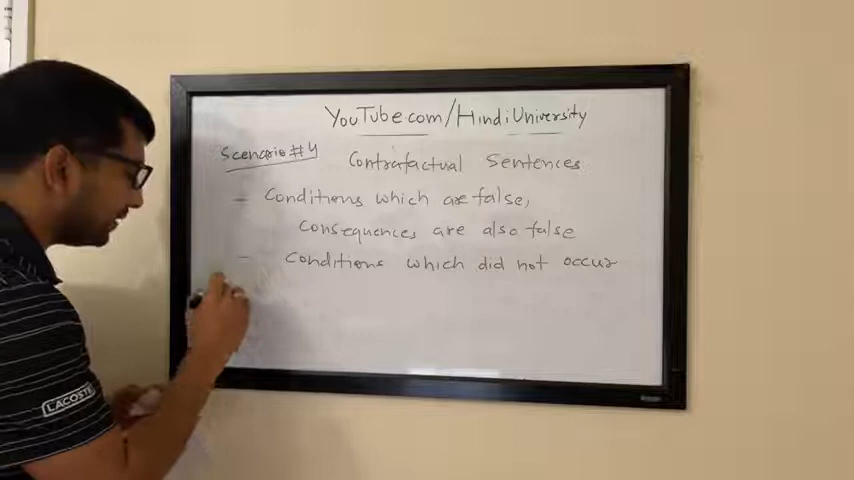 YouTube.com/HindiUniversity
Scenario #4
Contrafactual Sentences
- Conditions which are false,
Consequences are also false
- Conditions which did not occur
LACOSTE